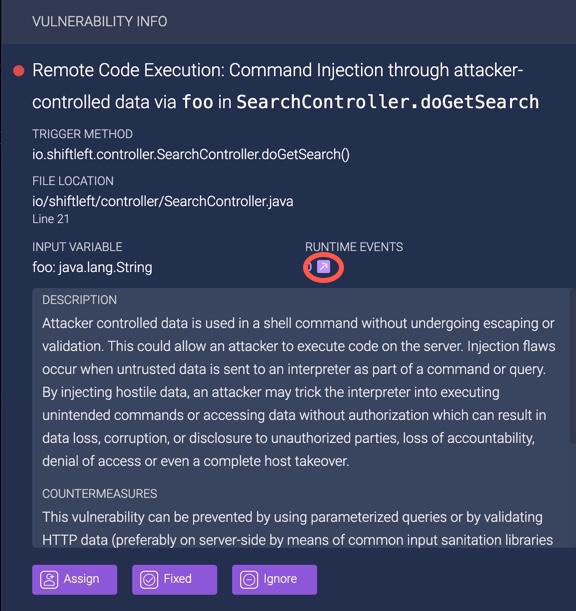 VULNERABILITY INFO
Remote Code Execution: Command Injection through attacker-
controlled data via foo in SearchController.doGetSearch
TRIGGER METHOD
io.shiftleft.controller.SearchController.doGetSearch()
FILE LOCATION
io/shiftleft/controller/SearchController.java
Line 21
INPUT VARIABLE
foo: java.lang.String
RUNTIME EVENTS
DESCRIPTION
Attacker controlled data is used in a shell command without undergoing escaping or
validation. This could allow an attacker to execute code on the server. Injection flaws
occur when untrusted data is sent to an interpreter as part of a command or query.
By injecting hostile data, an attacker may trick the interpreter into executing
unintended commands or accessing data without authorization which can result in
data loss, corruption, or disclosure to unauthorized parties, loss of accountability,
denial of access or even a complete host takeover.
COUNTERMEASURES
This vulnerability can be prevented by using parameterized queries or by validating
HTTP data (preferably on server-side by means of common input sanitation libraries
Assign
Fixed
Ignore